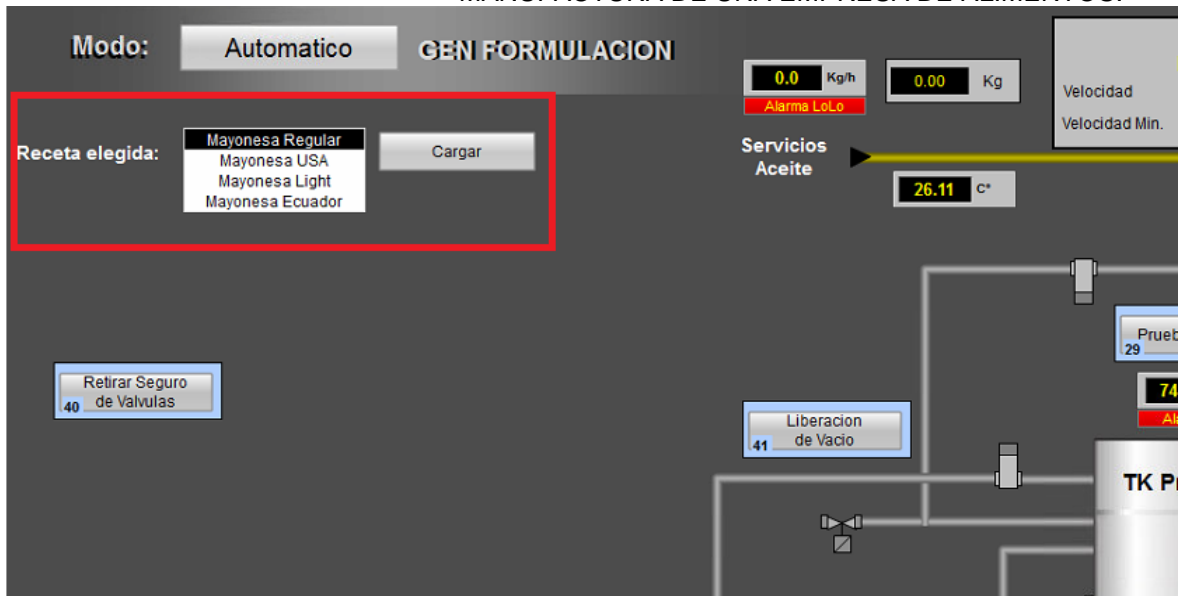 Modo:
Automatico
GEN FORMULACION
0.0 Kg/h
Alarma LoLo
0.00 Kg
Velocidad
Velocidad Min.
Receta elegida:
Mayonesa Regular
Mayonesa USA
Mayonesa Light
Mayonesa Ecuador
Cargar
Servicios
Aceite
26.11 C°
29
74
Retirar Seguro
de Valvulas
40
Liberacion
de Vacio
41
TK